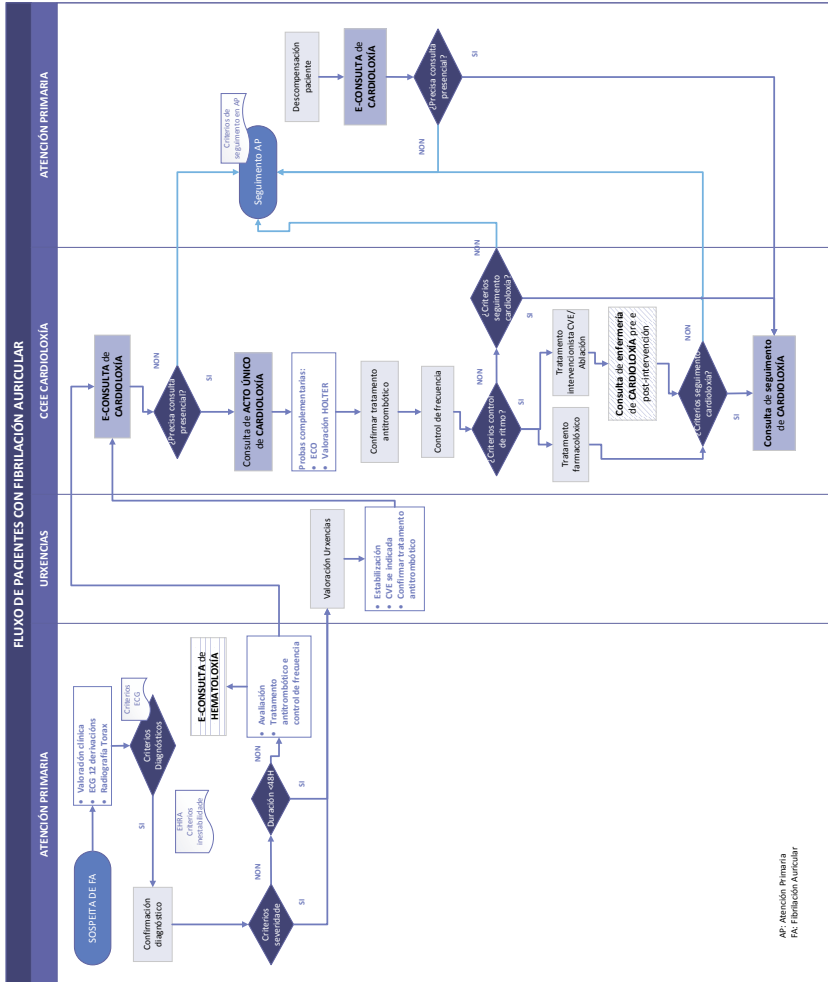 FLUXO DE PACIENTES CON FIBRILACIÓN AURICULAR
ATENCIÓN PRIMARIA
URXENCIAS
CCEE CARDIOLOXÍA
ATENCIÓN PRIMARIA
SOSPEITA DE FA
• Valoración clínica
• ECG 12 derivacións
• Radiografía Torax
Criterios
ECG
Criterios
Diagnósticos
SI
Confirmación
diagnóstico
EHRA
Criterios
inestabilidade
Criterios
severidade
NON
SI
Duración <48H
NON
SI
• Avaliación
• Tratamento
antitrombótico e
control de frecuencia
E-CONSULTA de
HEMATOLOXÍA
Valoración Urxencias
• Estabilización
• CVE se indicada
• Confirmar tratamento
antitrombótico
E-CONSULTA de
CARDIOLOXÍA
¿Precisa consulta
presencial?
NON
SI
Consulta de ACTO ÚNICO
de CARDIOLOXÍA
Probas complementarias:
• ECO
• Valoración HOLTER
Confirmar tratamento
antitrombótico
Control de frecuencia
¿Criterios control
de ritmo?
NON
SI
¿Criterios
seguimento
cardioloxía?
NON
SI
Tratamento
farmacolóxico
Tratamento
intervencionista CVE/
Ablación
Consulta de enfermería
de CARDIOLOXÍA pre e
post-intervención
¿Criterios seguimento
cardioloxía?
NON
SI
Consulta de seguimento
de CARDIOLOXÍA
Criterios de
seguimento en AP
Seguimento AP
Descompensación
paciente
E-CONSULTA de
CARDIOLOXÍA
¿Precisa consulta
presencial?
NON
SI
AP: Atención Primaria
FA: Fibrilación Auricular